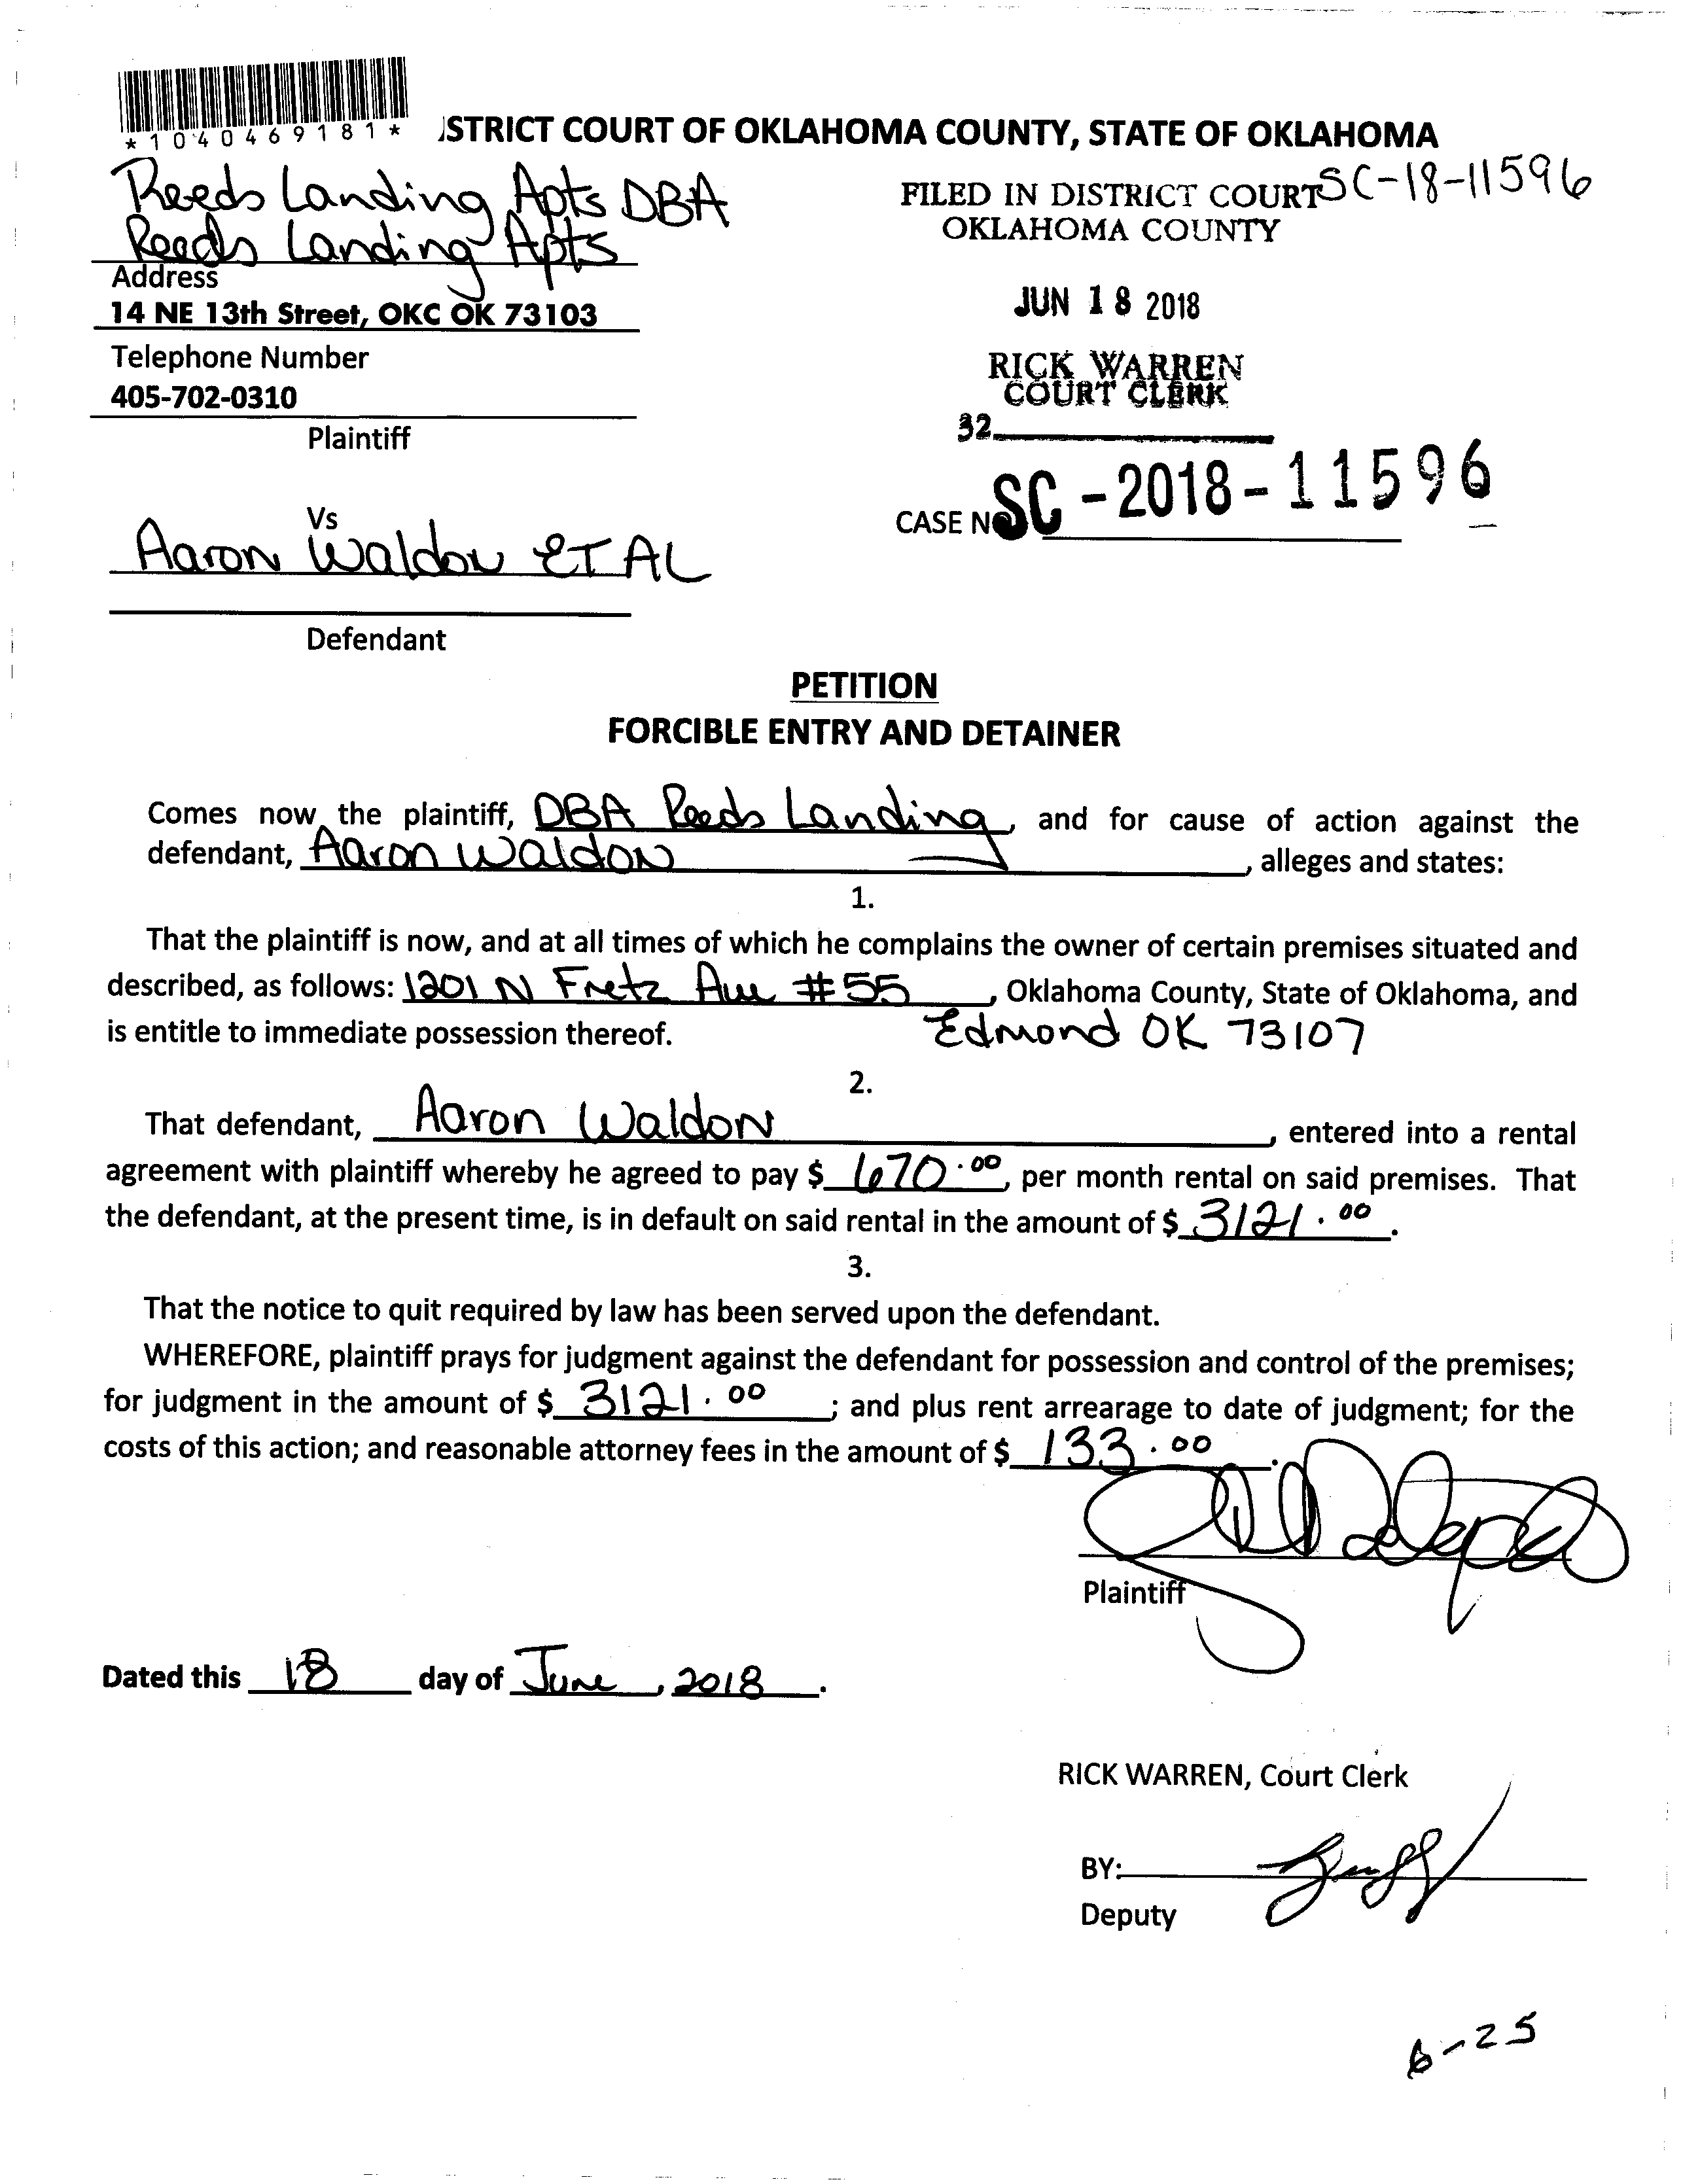 *1040469181*
STRICT COURT OF OKLAHOMA COUNTY, STATE OF OKLAHOMA
Reeds Landing Apts DBA
Reeds Landing Apts
Address
14 NE 13th Street, OKC OK 73103
Telephone Number
405-702-0310
Plaintiff
FILED IN DISTRICT COURT SC-18-11596
OKLAHOMA COUNTY
JUN 18 2018
RICK WARREN
COURT CLERK
32
CASE NO SC-2018-11596
Vs
Aaron Waldon ET AL
Defendant
PETITION
FORCIBLE ENTRY AND DETAINER
Comes now the plaintiff, DBA Reeds Landing, and for cause of action against the
defendant, Aaron Waldon, alleges and states:
1.
That the plaintiff is now, and at all times of which he complains the owner of certain premises situated and
described, as follows: 1201 N Fretz Ave #55, Oklahoma County, State of Oklahoma, and
is entitle to immediate possession thereof. Edmond OK 73107
2.
That defendant, Aaron Waldon, entered into a rental
agreement with plaintiff whereby he agreed to pay $ 670.00, per month rental on said premises. That
the defendant, at the present time, is in default on said rental in the amount of $ 3121.00.
3.
That the notice to quit required by law has been served upon the defendant.
WHEREFORE, plaintiff prays for judgment against the defendant for possession and control of the premises;
for judgment in the amount of $ 3121.00; and plus rent arrearage to date of judgment; for the
costs of this action; and reasonable attorney fees in the amount of $ 133.00.
Plaintiff
Dated this 18 day of June, 2018.
RICK WARREN, Court Clerk
BY:
Deputy
6-25